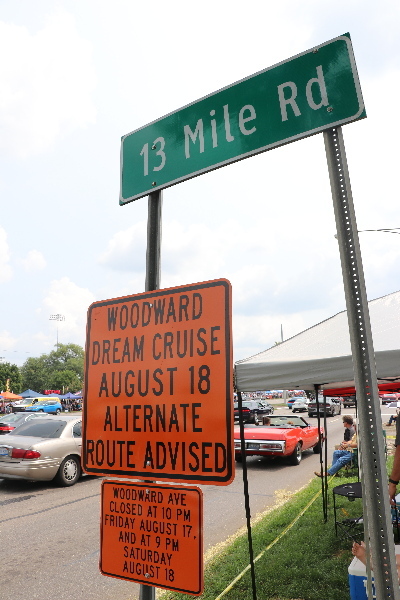 13 Mile Rd
WOODWARD
DREAM CRUISE
AUGUST 18
ALTERNATE
ROUTE ADVISED
WOODWARD AVE
CLOSED AT 10 PM
FRIDAY AUGUST 17,
AND AT 9 PM
SATURDAY
AUGUST 18